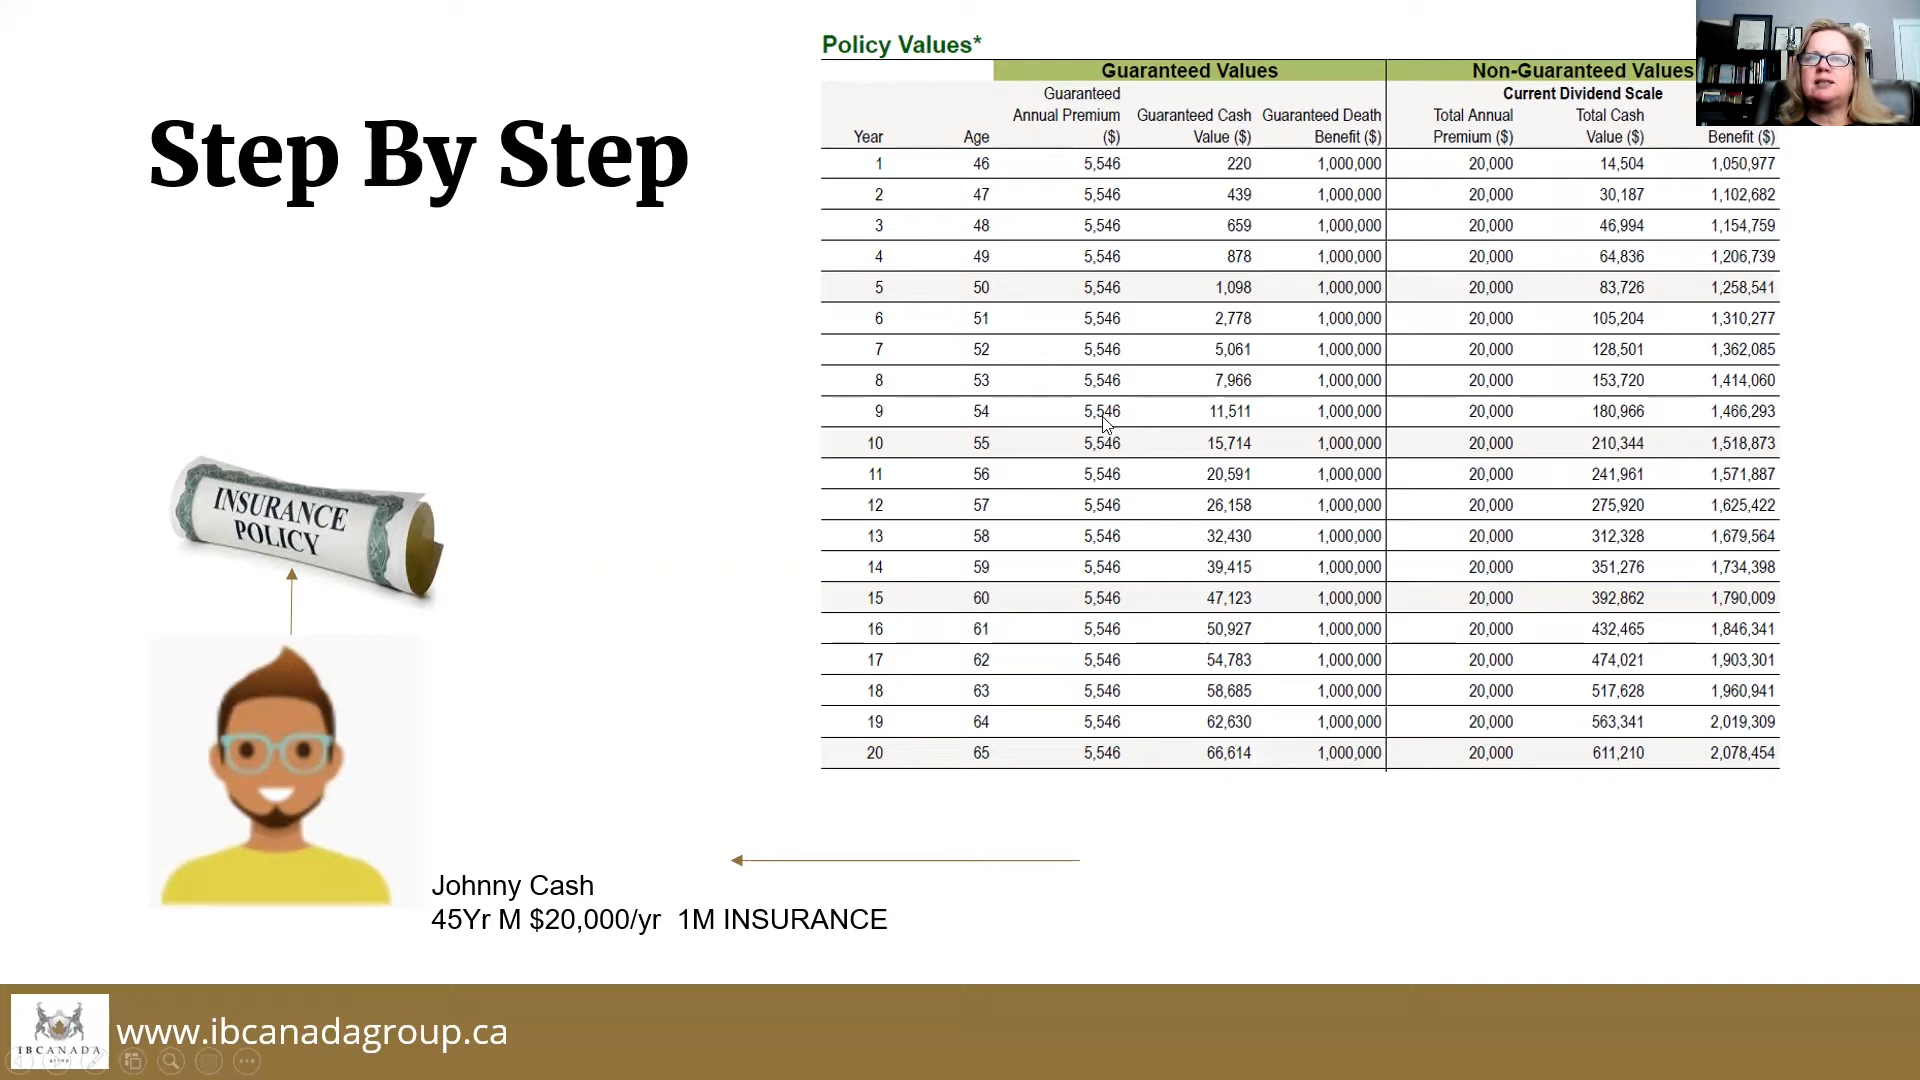 Policy Values*
Guaranteed Values Non-Guaranteed Values
Guaranteed Current Dividend Scale
Annual Premium Guaranteed Cash Guaranteed Death Total Annual Total Cash
Year Age ($) Value ($) Benefit ($) Premium ($) Value ($) Benefit ($)
1 46 5,546 220 1,000,000 20,000 14,504 1,050,977
2 47 5,546 439 1,000,000 20,000 30,187 1,102,682
3 48 5,546 659 1,000,000 20,000 46,994 1,154,759
4 49 5,546 878 1,000,000 20,000 64,836 1,206,739
5 50 5,546 1,098 1,000,000 20,000 83,726 1,258,541
6 51 5,546 2,778 1,000,000 20,000 105,204 1,310,277
7 52 5,546 5,061 1,000,000 20,000 128,501 1,362,085
8 53 5,546 7,966 1,000,000 20,000 153,720 1,414,060
9 54 5,546 11,511 1,000,000 20,000 180,966 1,466,293
10 55 5,546 15,714 1,000,000 20,000 210,344 1,518,873
11 56 5,546 20,591 1,000,000 20,000 241,961 1,571,887
12 57 5,546 26,158 1,000,000 20,000 275,920 1,625,422
13 58 5,546 32,430 1,000,000 20,000 312,328 1,679,564
14 59 5,546 39,415 1,000,000 20,000 351,276 1,734,398
15 60 5,546 47,123 1,000,000 20,000 392,862 1,790,009
16 61 5,546 50,927 1,000,000 20,000 432,465 1,846,341
17 62 5,546 54,783 1,000,000 20,000 474,021 1,903,301
18 63 5,546 58,685 1,000,000 20,000 517,628 1,960,941
19 64 5,546 62,630 1,000,000 20,000 563,341 2,019,309
20 65 5,546 66,614 1,000,000 20,000 611,210 2,078,454
Step By Step
INSURANCE
POLICY
Johnny Cash
45Yr M $20,000/yr 1M INSURANCE
IBCANADA
group
www.ibcanadagroup.ca